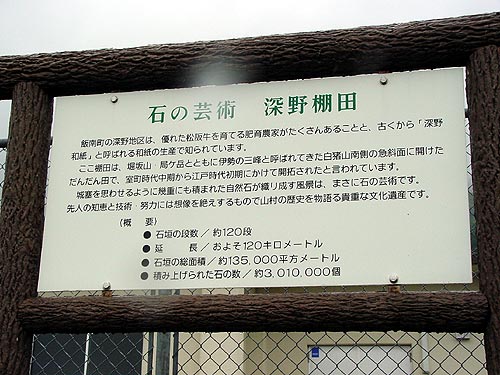 石の芸術　深野棚田
飯南町の深野地区は、優れた松阪牛を育てる肥育農家がたくさんあることと、古くから「深野
和紙」と呼ばれる和紙の生産で知られています。
ここ棚田は、堀坂山、局ケ岳とともに伊勢の三峰と呼ばれてきた白猪山南側の急斜面に開けた
だんだん田で、室町時代中期から江戸時代初期にかけて開拓されたと言われています。
城塞を思わせるように幾重にも積まれた自然石が織り成す風景は、まさに石の芸術です。
先人の知恵と技術・努力には想像を絶するもので山村の歴史を物語る貴重な文化遺産です。
（概　要）
●石垣の段数／約120段
●延　　長／およそ120キロメートル
●石垣の総面積／約135,000平方メートル
●積み上げられた石の数／約3,010,000個